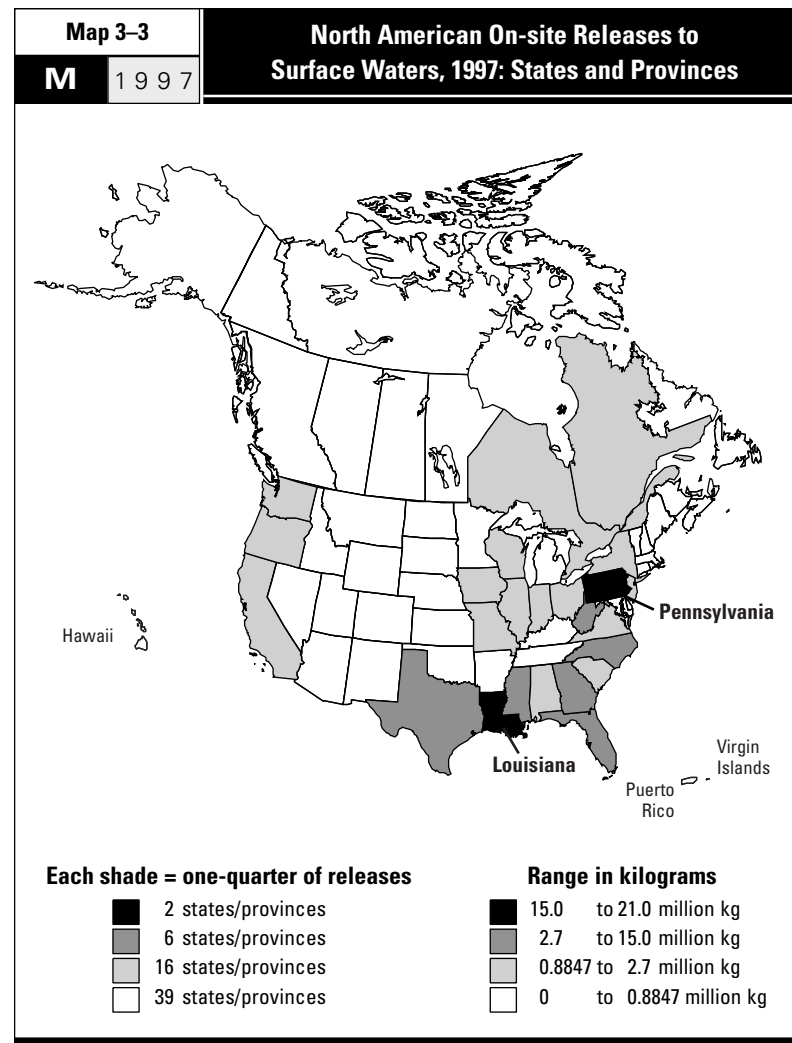 Map 3–3
M 1997
North American On-site Releases to
Surface Waters, 1997: States and Provinces
Hawaii
Pennsylvania
Louisiana
Virgin
Islands
Puerto
Rico
Each shade = one-quarter of releases
2 states/provinces
6 states/provinces
16 states/provinces
39 states/provinces
Range in kilograms
15.0 to 21.0 million kg
2.7 to 15.0 million kg
0.8847 to 2.7 million kg
0 to 0.8847 million kg